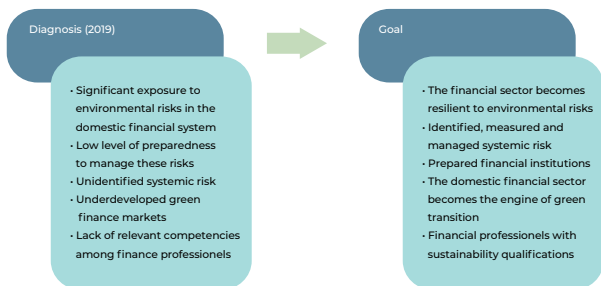 Diagnosis (2019)
• Significant exposure to
environmental risks in the
domestic financial system
• Low level of preparedness
to manage these risks
• Unidentified systemic risk
• Underdeveloped green
finance markets
• Lack of relevant competencies
among finance professionels
Goal
• The financial sector becomes
resilient to environmental risks
• Identified, measured and
managed systemic risk
• Prepared financial institutions
• The domestic financial sector
becomes the engine of green
transition
• Financial professionels with
sustainability qualifications